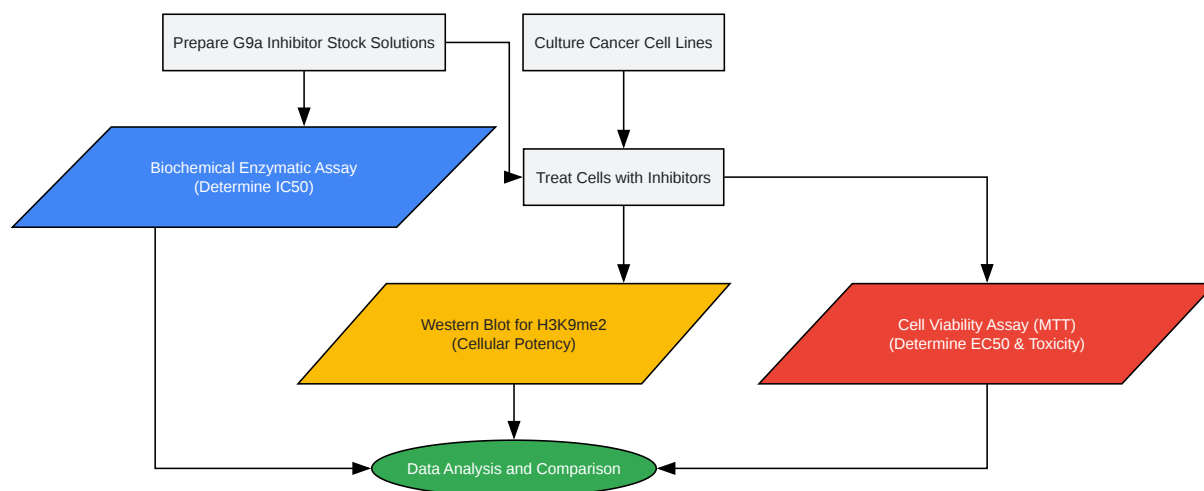 Prepare G9a Inhibitor Stock Solutions
Culture Cancer Cell Lines
Biochemical Enzymatic Assay
(Determine IC50)
Treat Cells with Inhibitors
Western Blot for H3K9me2
(Cellular Potency)
Cell Viability Assay (MTT)
(Determine EC50 & Toxicity)
Data Analysis and Comparison